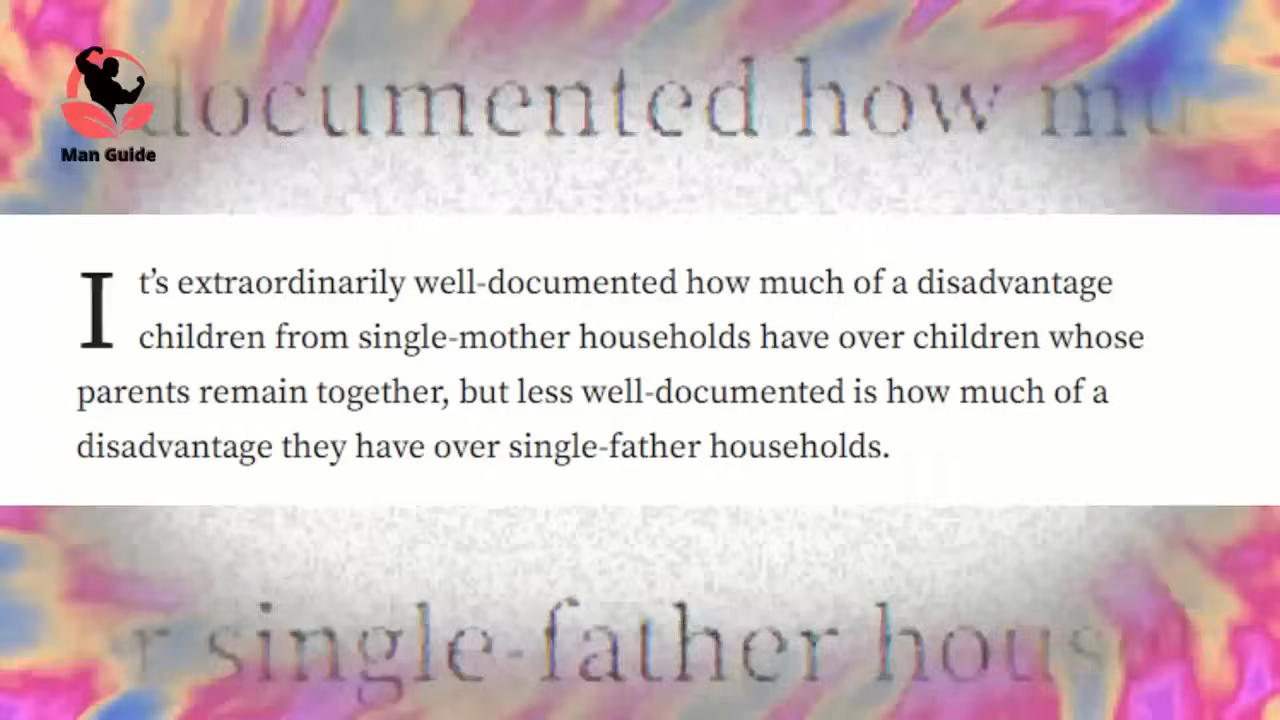 documented how mu
Man Guide
It's extraordinarily well-documented how much of a disadvantage
children from single-mother households have over children whose
parents remain together, but less well-documented is how much of a
disadvantage they have over single-father households.
r single-father hous